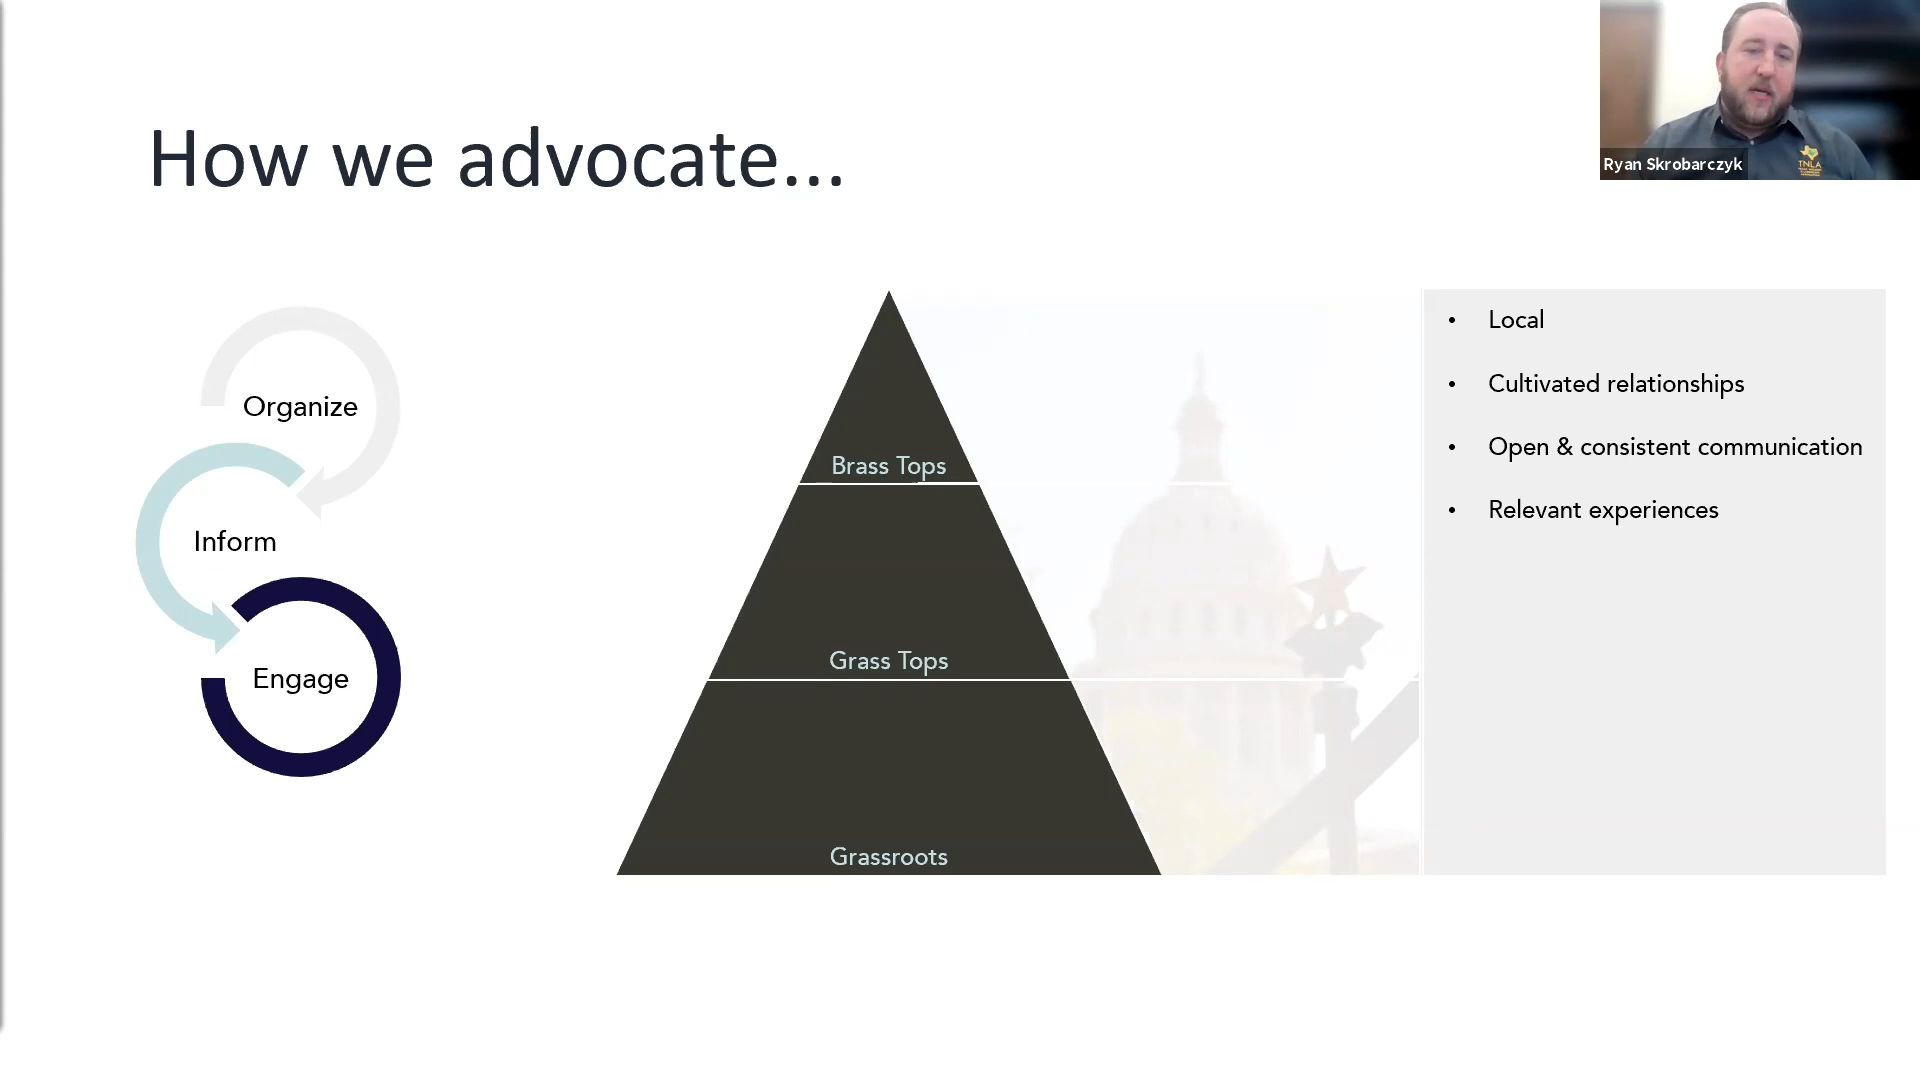 How we advocate...
Ryan Skrobarczyk
TNLA
Organize
Inform
Engage
Brass Tops
Grass Tops
Grassroots
• Local
• Cultivated relationships
• Open & consistent communication
• Relevant experiences